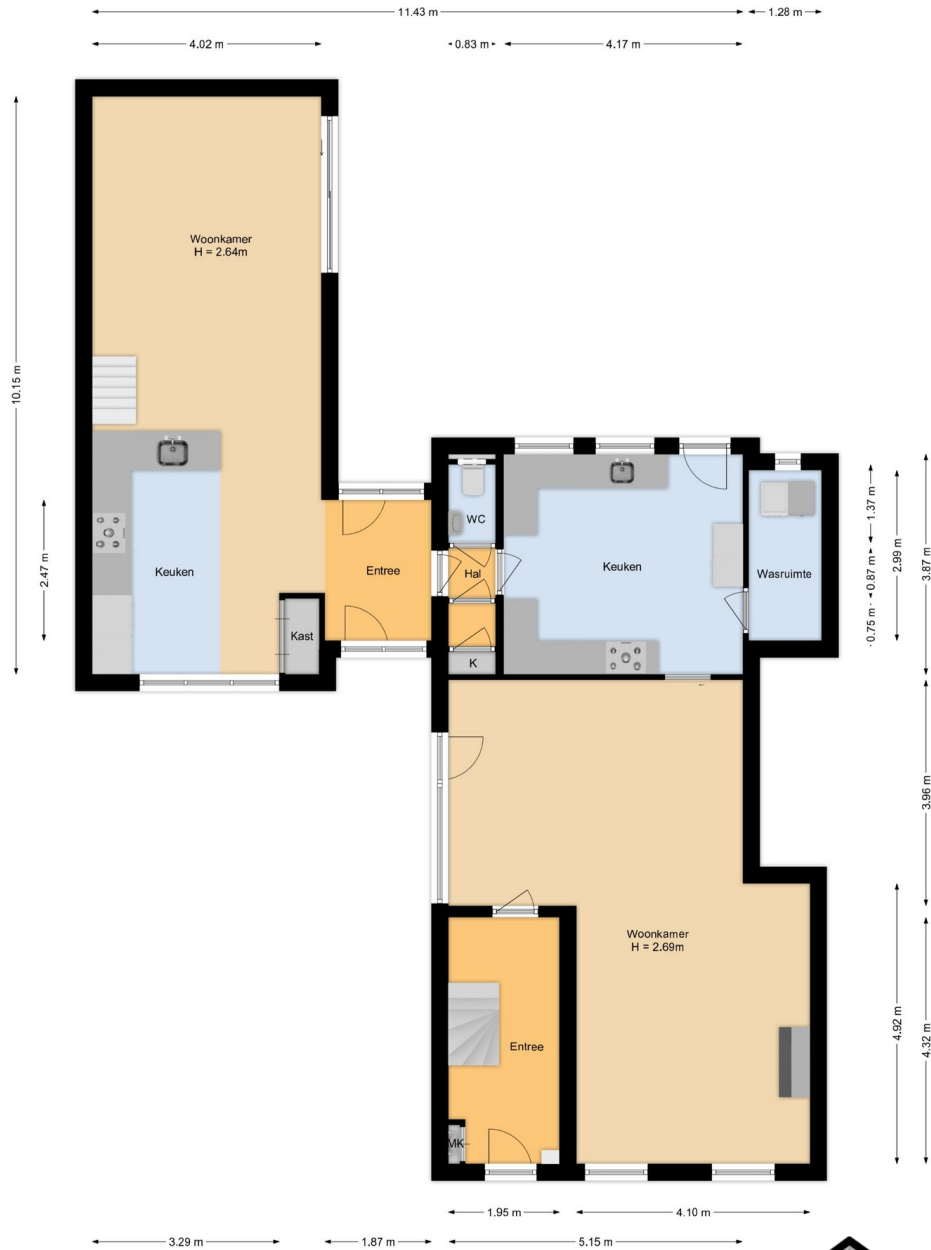 11.43 m
1.28 m
4.02 m
0.83 m
4.17 m
10.15 m
2.47 m
Woonkamer
H = 2.64m
Keuken
Kast
Entree
WC
Hal
K
Keuken
Wasruimte
1.37 m
0.87 m
0.75 m
2.99 m
3.87 m
3.96 m
Woonkamer
H = 2.69m
Entree
MK
4.92 m
4.32 m
1.95 m
4.10 m
3.29 m
1.87 m
5.15 m